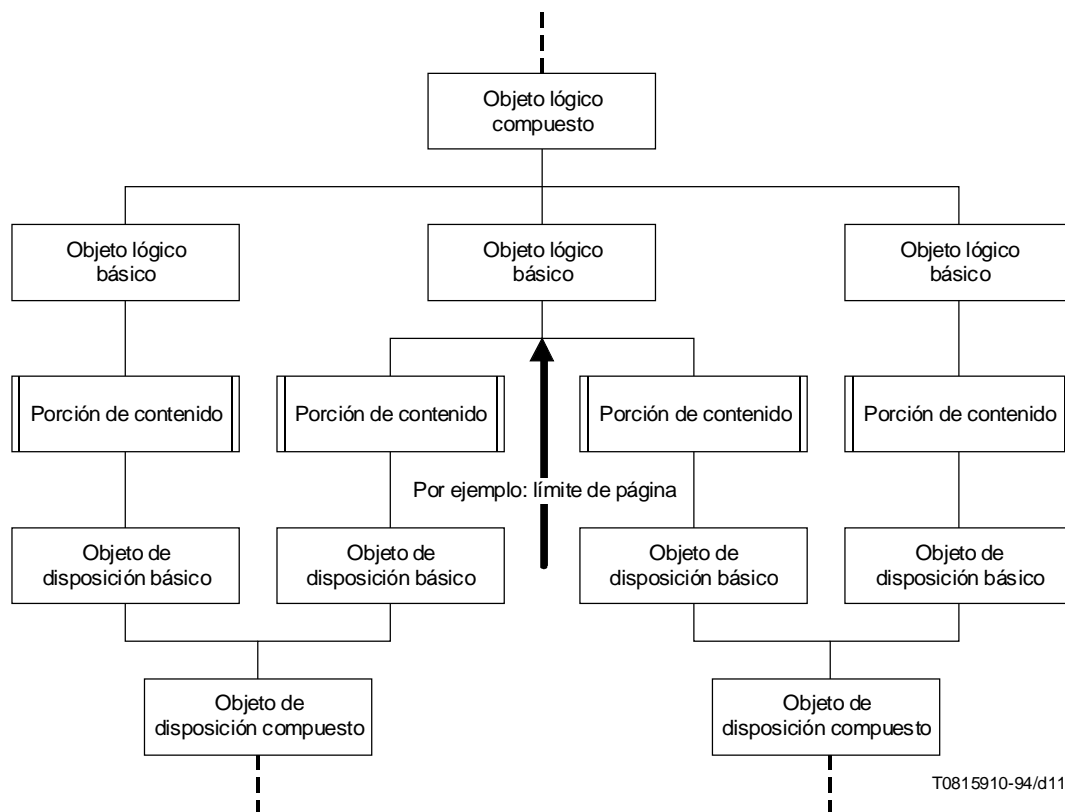 Objeto lógico
compuesto
Objeto lógico
básico
Objeto lógico
básico
Objeto lógico
básico
Porción de contenido
Porción de contenido
Porción de contenido
Porción de contenido
Por ejemplo: límite de página
Objeto de
disposición básico
Objeto de
disposición básico
Objeto de
disposición básico
Objeto de
disposición básico
Objeto de
disposición compuesto
Objeto de
disposición compuesto
T0815910-94/d11